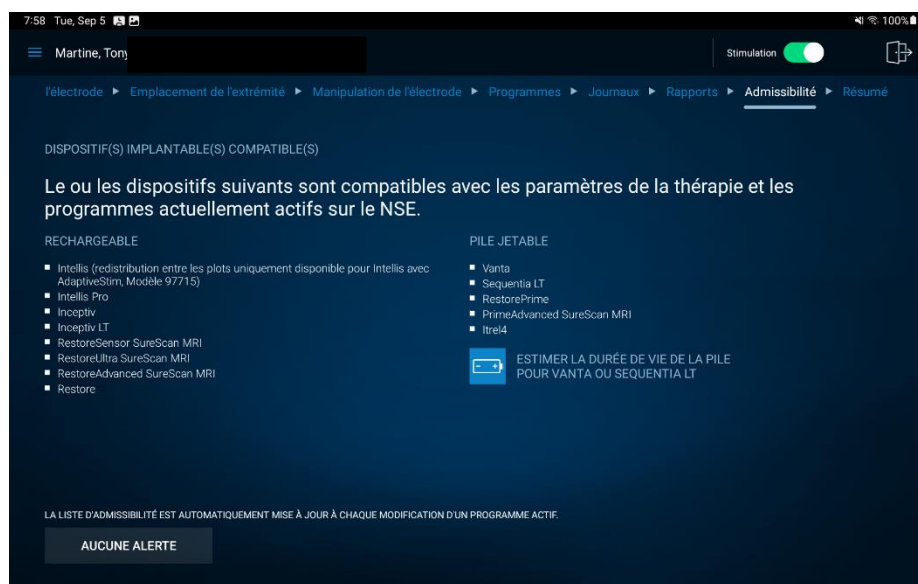 7:58 Tue, Sep 5 100%
Martine, Tony
Stimulation
l'électrode ► Emplacement de l'extrémité ► Manipulation de l'électrode ► Programmes ► Journaux ► Rapports ► Admissibilité ► Résumé
DISPOSITIF(S) IMPLANTABLE(S) COMPATIBLE(S)
Le ou les dispositifs suivants sont compatibles avec les paramètres de la thérapie et les
programmes actuellement actifs sur le NSE.
RECHARGEABLE
▪ Intellis (redistribution entre les plots uniquement disponible pour Intellis avec
AdaptiveStim, Modèle 97715)
▪ Intellis Pro
▪ Inceptiv
▪ Inceptiv LT
▪ RestoreSensor SureScan MRI
▪ RestoreUltra SureScan MRI
▪ RestoreAdvanced SureScan MRI
▪ Restore
PILE JETABLE
▪ Vanta
▪ Sequentia LT
▪ RestorePrime
▪ PrimeAdvanced SureScan MRI
▪ Itrel4
ESTIMER LA DURÉE DE VIE DE LA PILE
POUR VANTA OU SEQUENTIA LT
LA LISTE D'ADMISSIBILITÉ EST AUTOMATIQUEMENT MISE À JOUR À CHAQUE MODIFICATION D'UN PROGRAMME ACTIF.
AUCUNE ALERTE